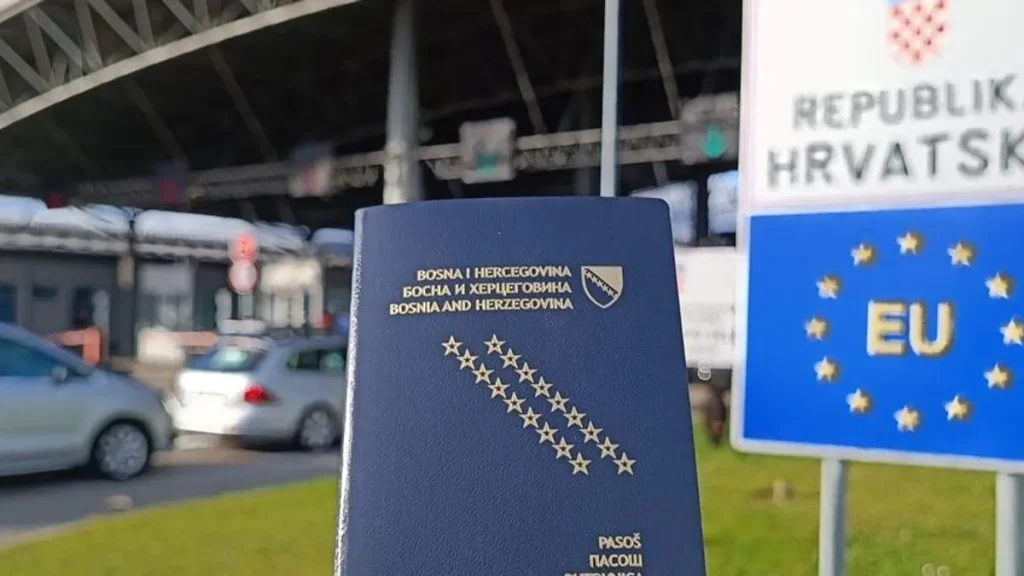 BOSNA I HERCEGOVINA
БОСНА И ХЕРЦЕГОВИНА
BOSNIA AND HERZEGOVINA
PASOŠ
ПАСОШ
REPUBLIK
HRVATSK
EU